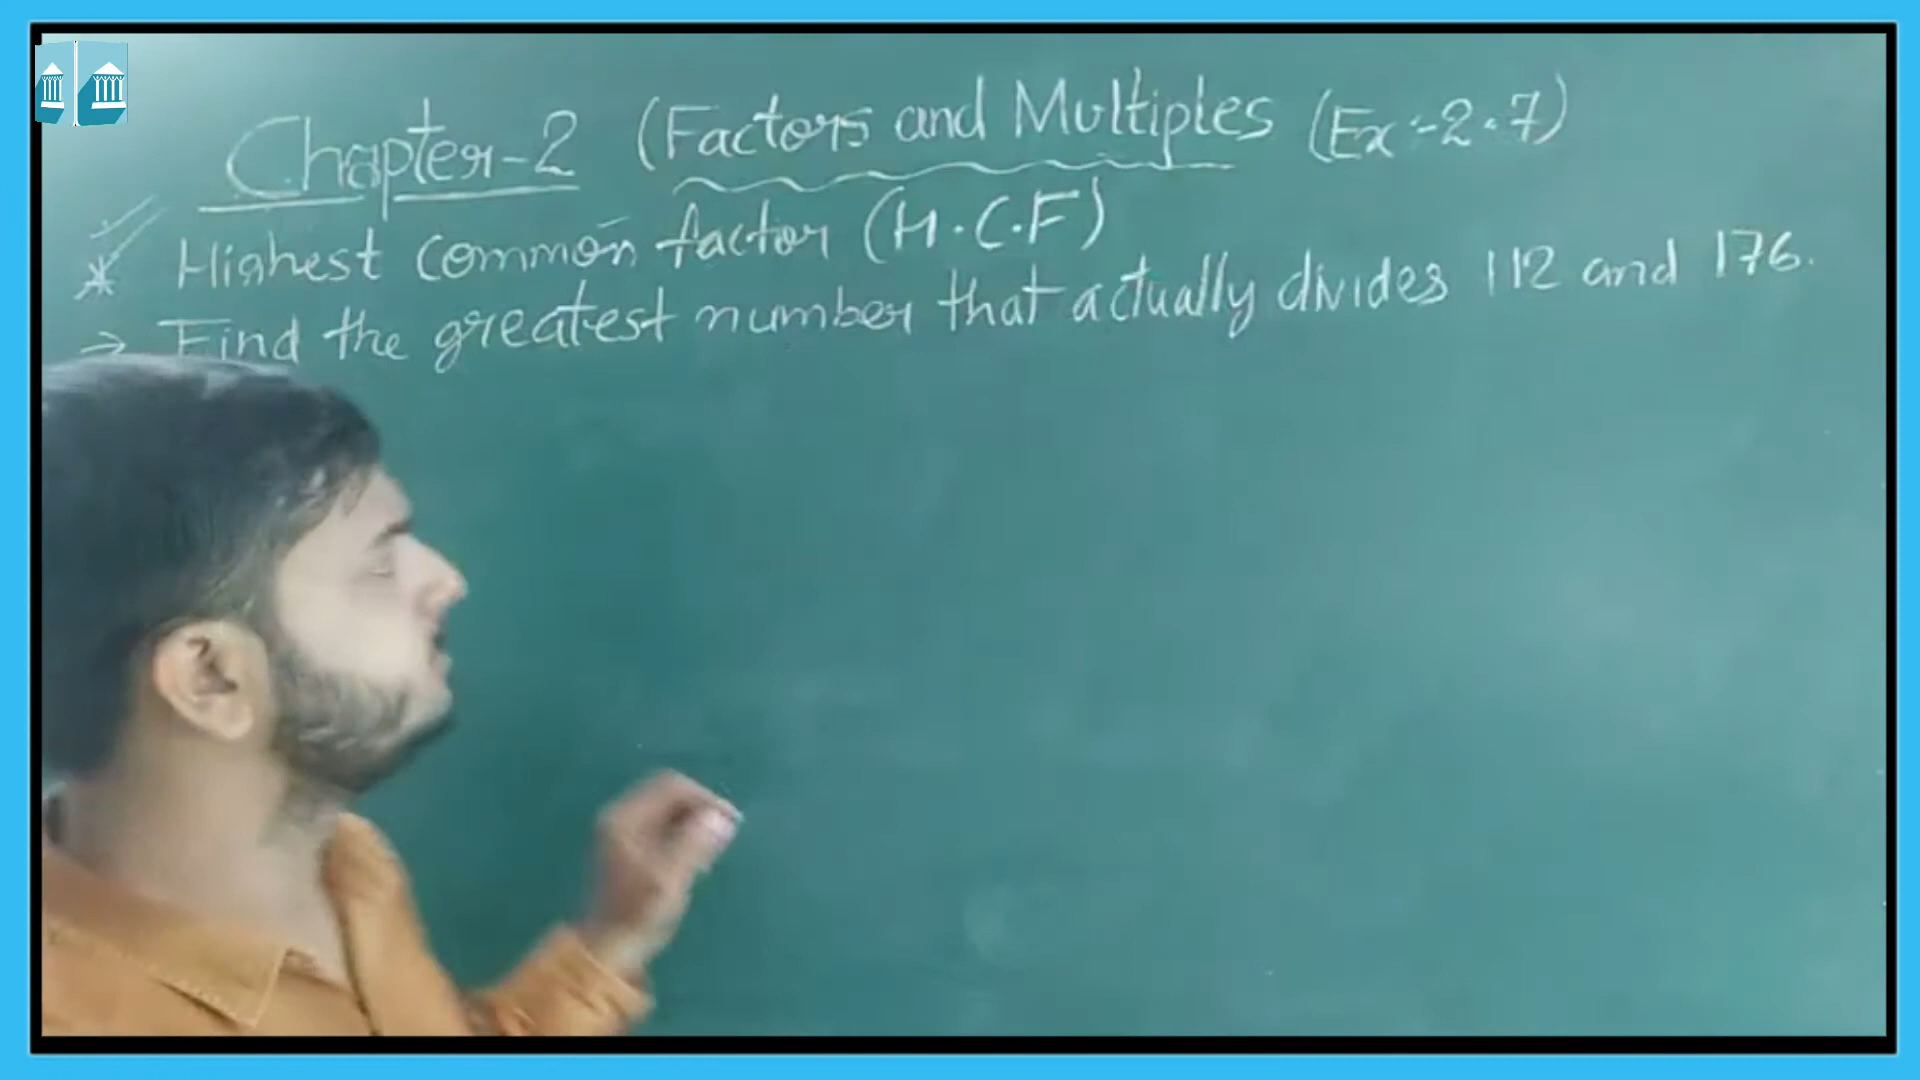 Chapter-2 (Factors and Multiples (Ex:-2.7)
* Highest common factor (H.C.F)
→ Find the greatest number that actually divides 112 and 176.